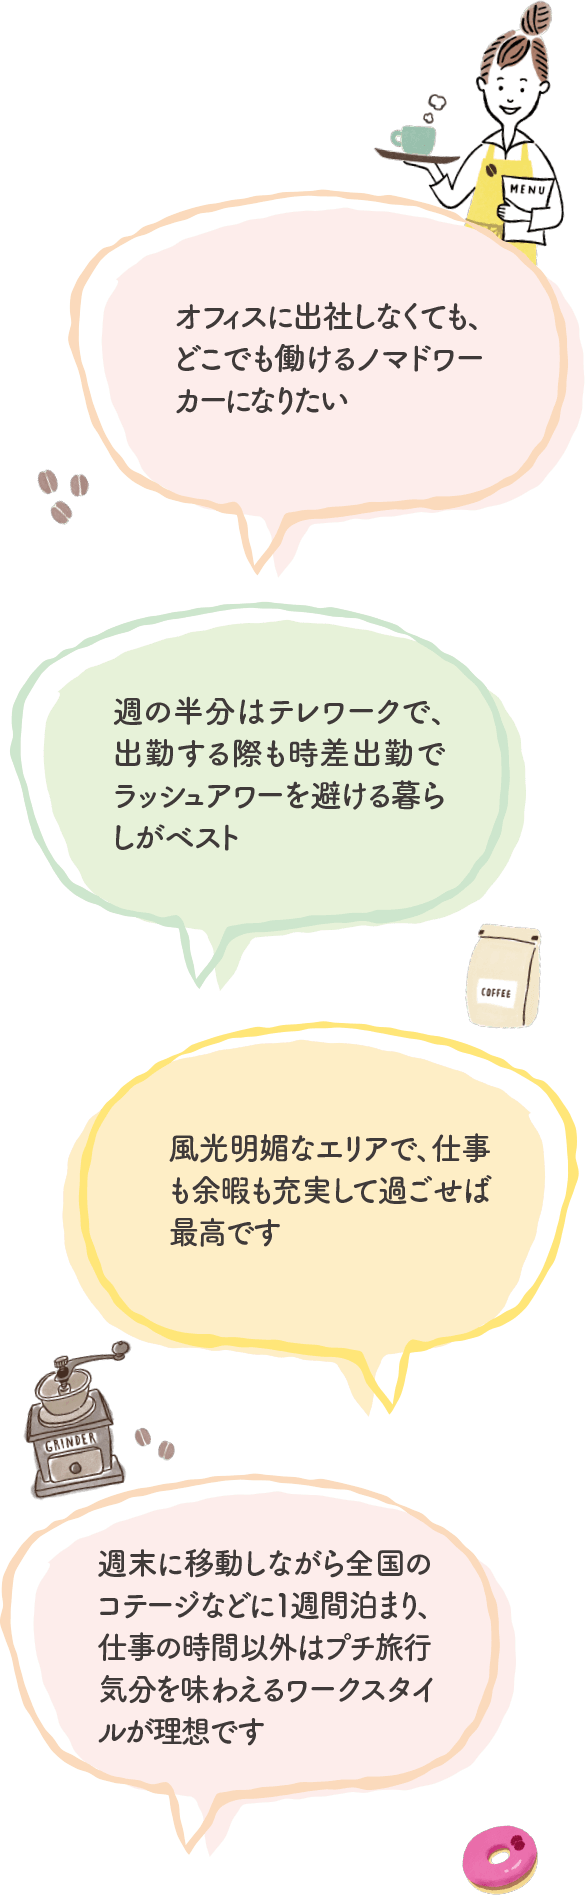 MENU
オフィスに出社しなくても、
どこでも働けるノマドワー
カーになりたい
週の半分はテレワークで、
出勤する際も時差出勤で
ラッシュアワーを避ける暮ら
しがベスト
COFFEE
風光明媚なエリアで、仕事
も余暇も充実して過ごせば
最高です
GRINDER
週末に移動しながら全国の
コテージなどに1週間泊まり、
仕事の時間以外はプチ旅行
気分を味わえるワークスタイ
ルが理想です